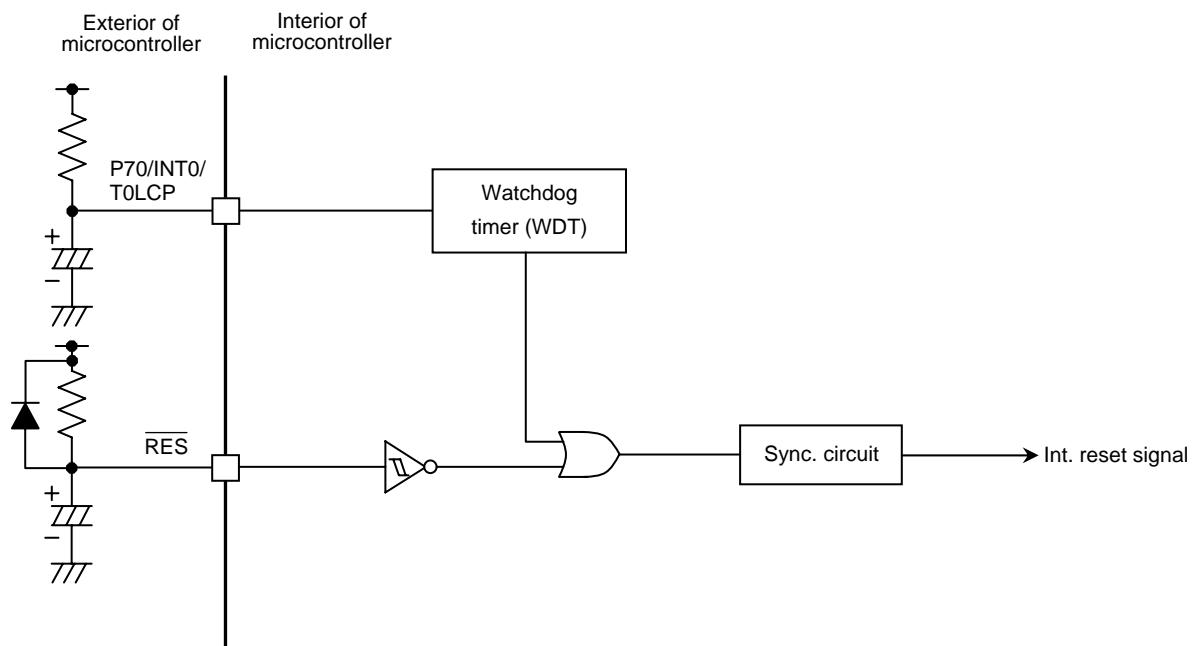 Exterior of
microcontroller
Interior of
microcontroller
P70/INT0/
T0LCP
+
−
Watchdog
timer (WDT)
RES
+
−
Sync. circuit
Int. reset signal